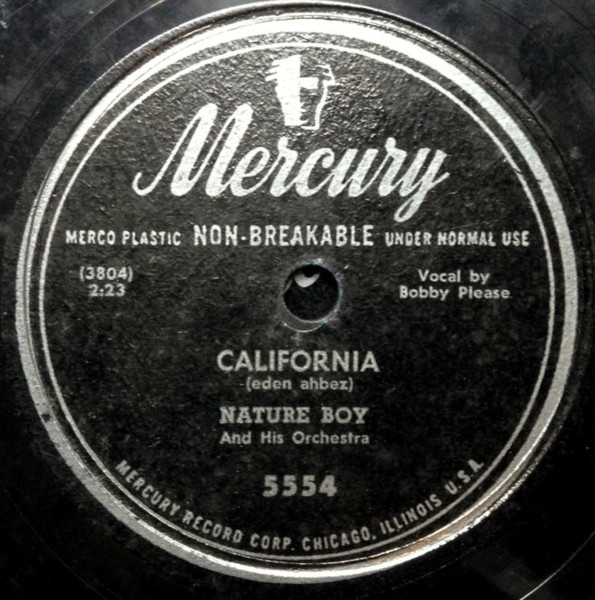 Mercury
MERCO PLASTIC NON-BREAKABLE UNDER NORMAL USE
(3804)
2:23
Vocal by
Bobby Please
CALIFORNIA
(eden ahbez)
NATURE BOY
And His Orchestra
5554
MERCURY RECORD CORP. CHICAGO, ILLINOIS U.S.A.